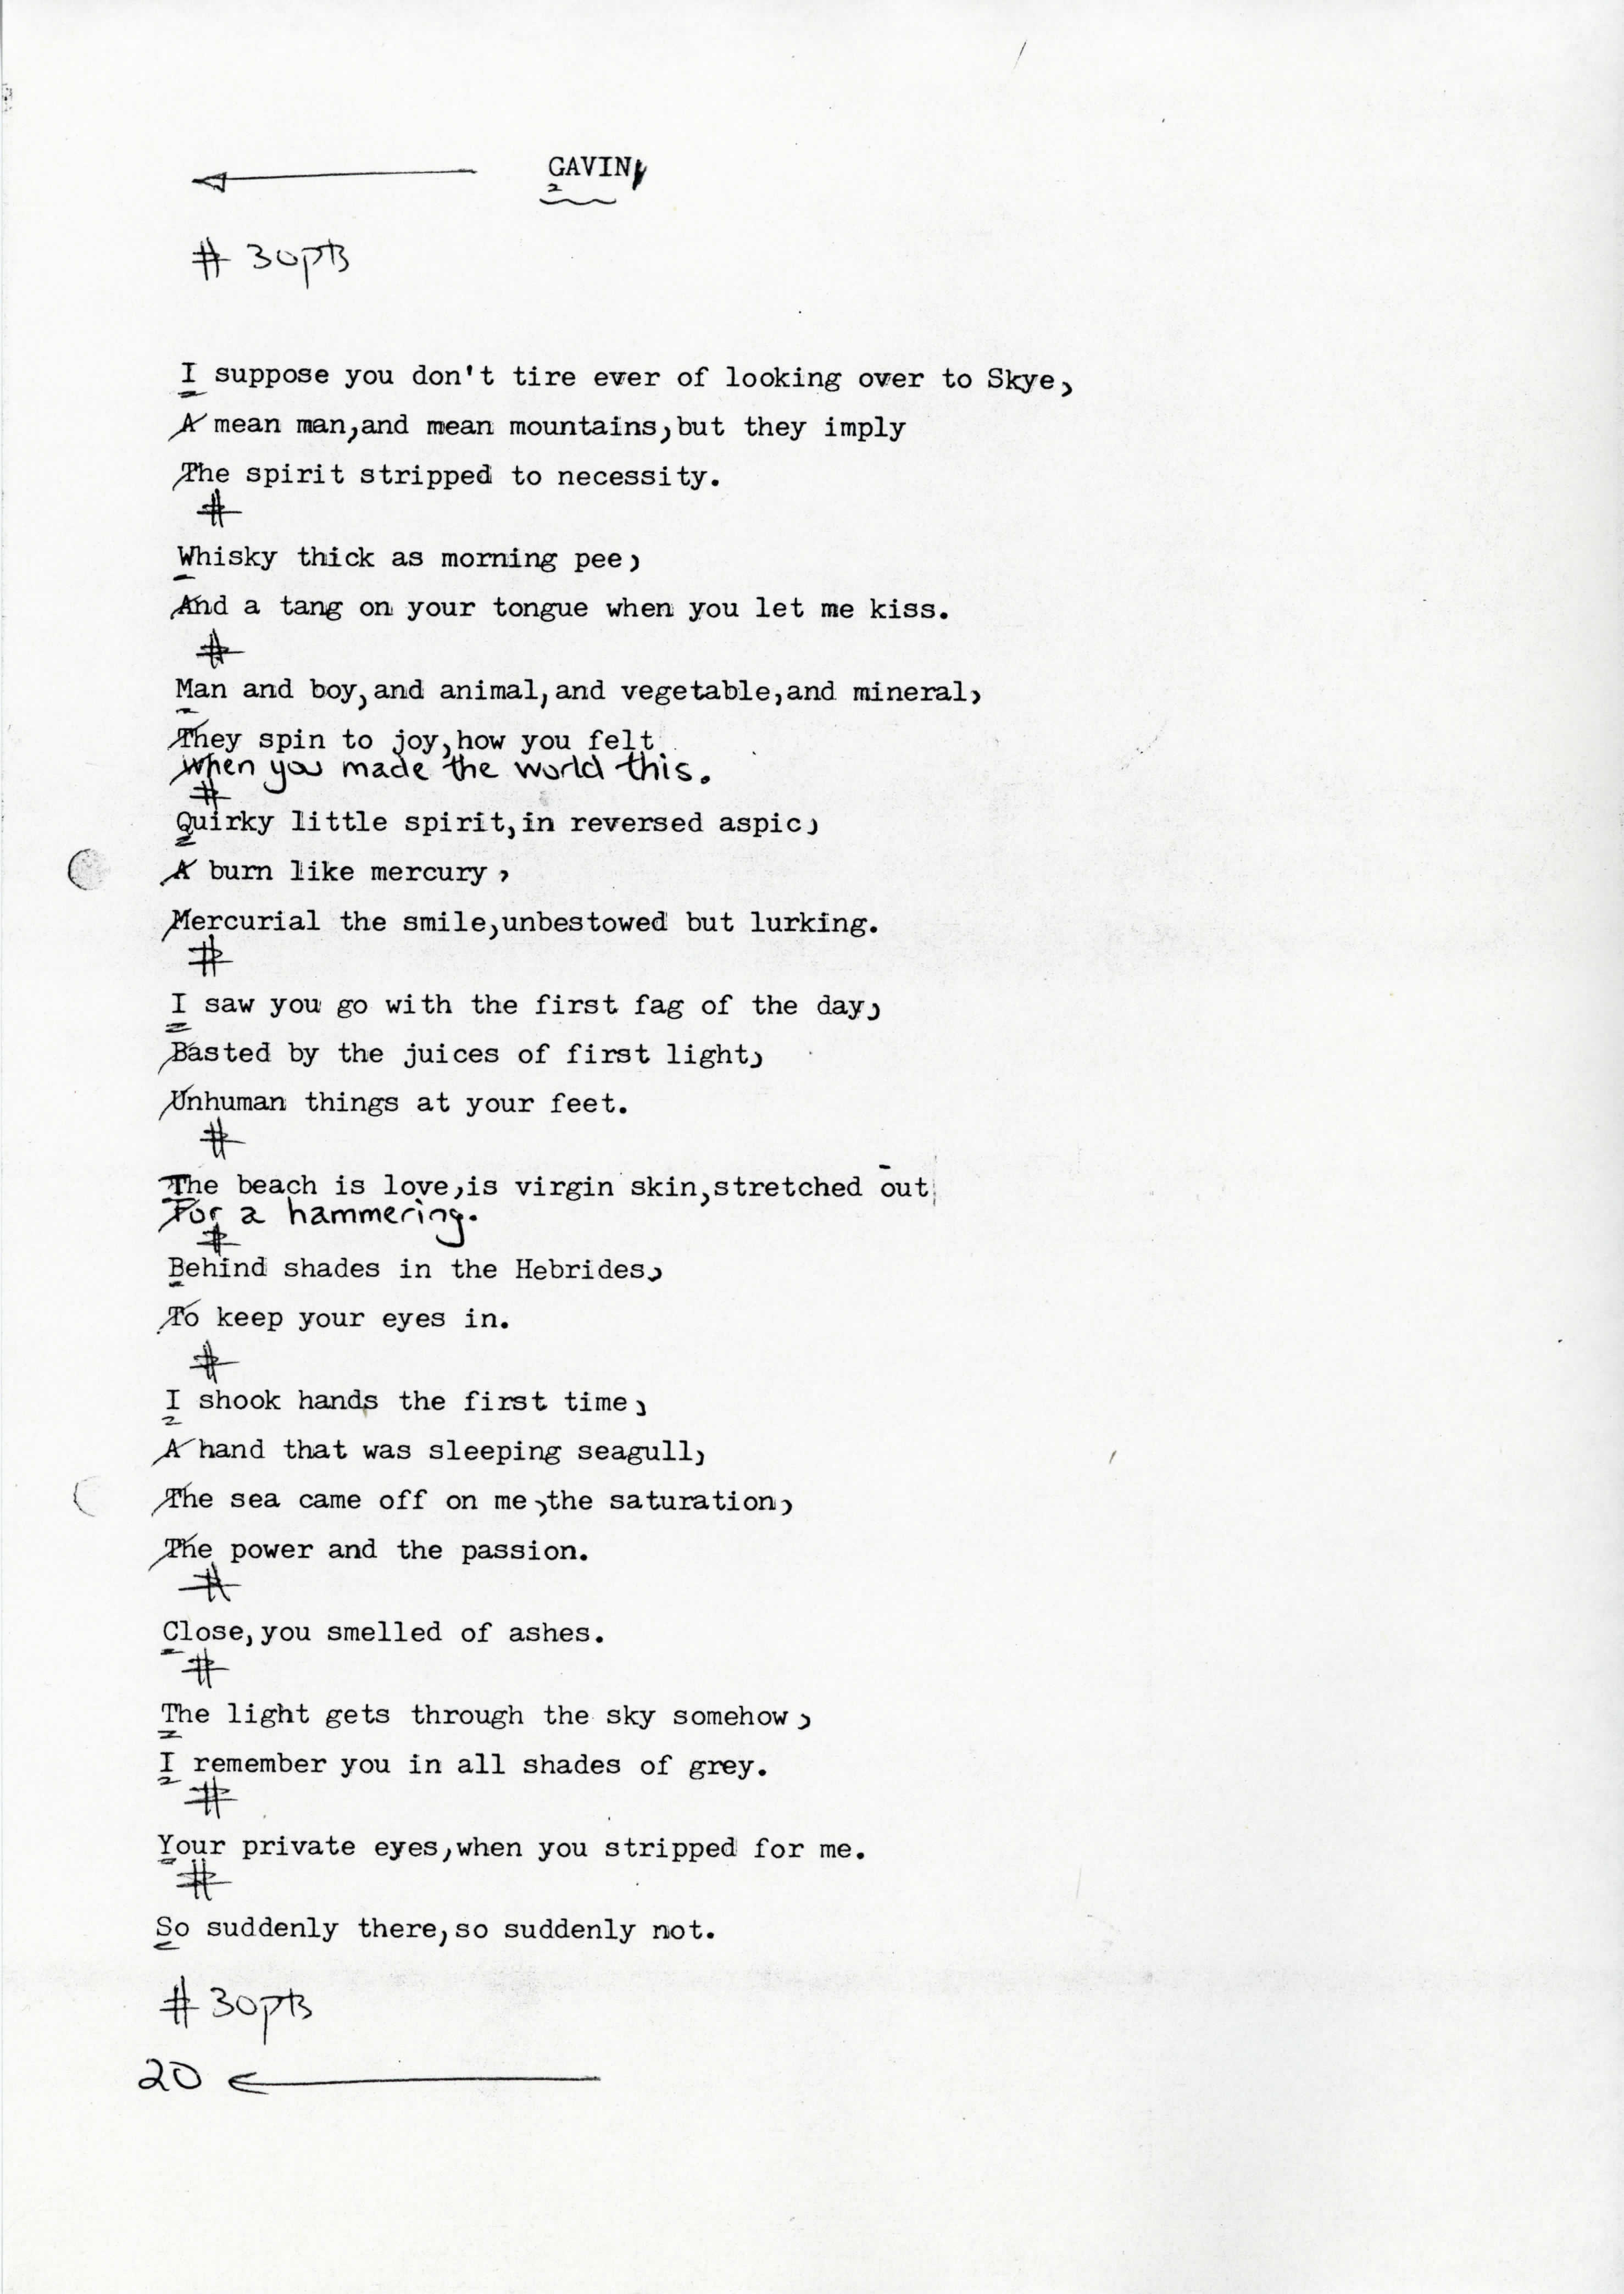 GAVIN
# 30pts
I suppose you don't tire ever of looking over to Skye,
A mean man,and mean mountains,but they imply
The spirit stripped to necessity.
#
Whisky thick as morning pee,
And a tang on your tongue when you let me kiss.
#
Man and boy,and animal,and vegetable,and mineral,
They spin to joy,how you felt
When you made the world this.
#
Quirky little spirit,in reversed aspic,
A burn like mercury,
Mercurial the smile,unbestowed but lurking.
#
I saw you go with the first fag of the day,
Basted by the juices of first light,
Unhuman things at your feet.
#
The beach is love,is virgin skin,stretched out
For a hammering.
#
Behind shades in the Hebrides,
To keep your eyes in.
#
I shook hands the first time,
A hand that was sleeping seagull,
The sea came off on me,the saturation,
The power and the passion.
#
Close,you smelled of ashes.
#
The light gets through the sky somehow,
I remember you in all shades of grey.
#
Your private eyes,when you stripped for me.
#
So suddenly there,so suddenly not.
# 30pts
20